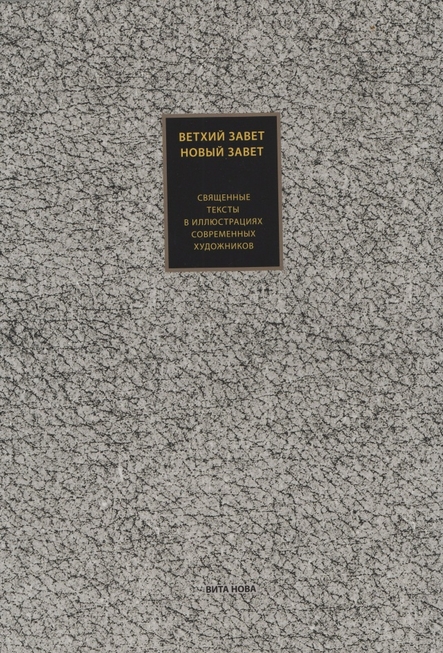 ВЕТХИЙ ЗАВЕТ
НОВЫЙ ЗАВЕТ
СВЯЩЕННЫЕ
ТЕКСТЫ
В ИЛЛЮСТРАЦИЯХ
СОВРЕМЕННЫХ
ХУДОЖНИКОВ
ВИТА НОВА